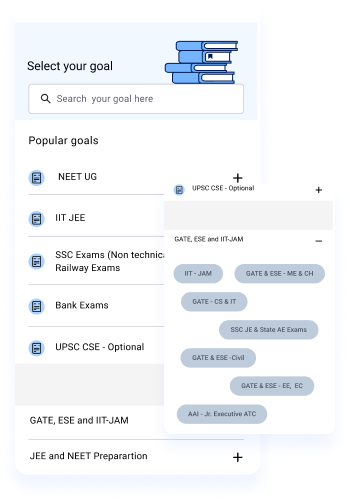 Select your goal
Search your goal here
Popular goals
NEET UG
IIT JEE
SSC Exams (Non technica
Railway Exams
Bank Exams
UPSC CSE - Optional
GATE, ESE and IIT-JAM
JEE and NEET Preparartion
UPSC CSE - Optional
GATE, ESE and IIT-JAM
IIT - JAM
GATE & ESE - ME & CH
GATE - CS & IT
SSC JE & State AE Exams
GATE & ESE -Civil
GATE & ESE - EE, EC
AAI - Jr. Executive ATC